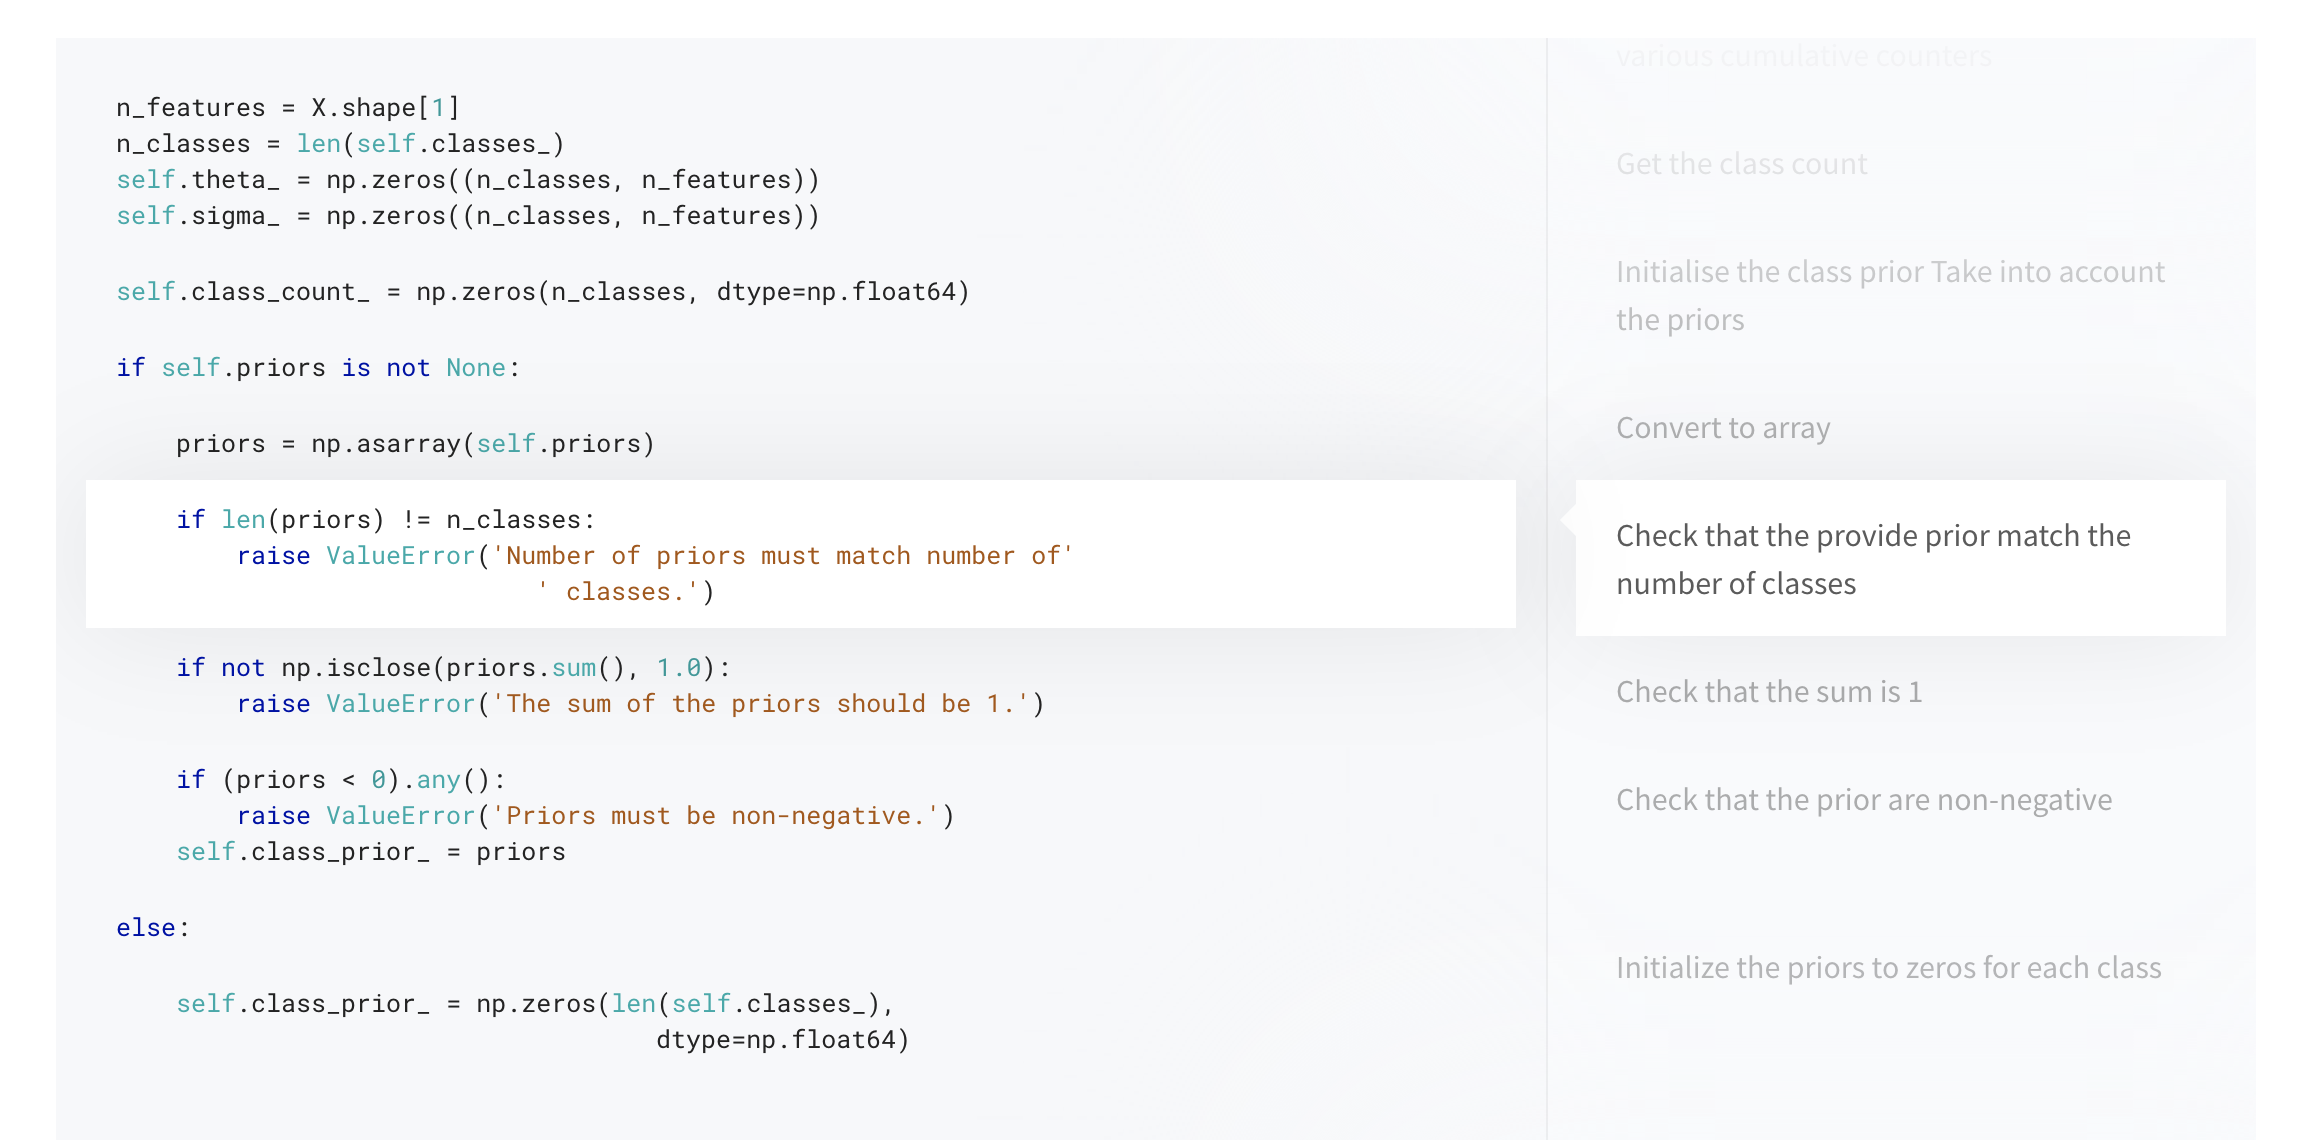 n_features = X.shape[1]
n_classes = len(self.classes_)
self.theta_ = np.zeros((n_classes, n_features))
self.sigma_ = np.zeros((n_classes, n_features))
self.class_count_ = np.zeros(n_classes, dtype=np.float64)
if self.priors is not None:
    priors = np.asarray(self.priors)
    if len(priors) != n_classes:
        raise ValueError('Number of priors must match number of'
                            ' classes.')
    if not np.isclose(priors.sum(), 1.0):
        raise ValueError('The sum of the priors should be 1.')
    if (priors < 0).any():
        raise ValueError('Priors must be non-negative.')
    self.class_prior_ = priors
else:
    self.class_prior_ = np.zeros(len(self.classes_),
                                    dtype=np.float64)
various cumulative counters
Get the class count
Initialise the class prior Take into account
the priors
Convert to array
Check that the provide prior match the
number of classes
Check that the sum is 1
Check that the prior are non-negative
Initialize the priors to zeros for each class